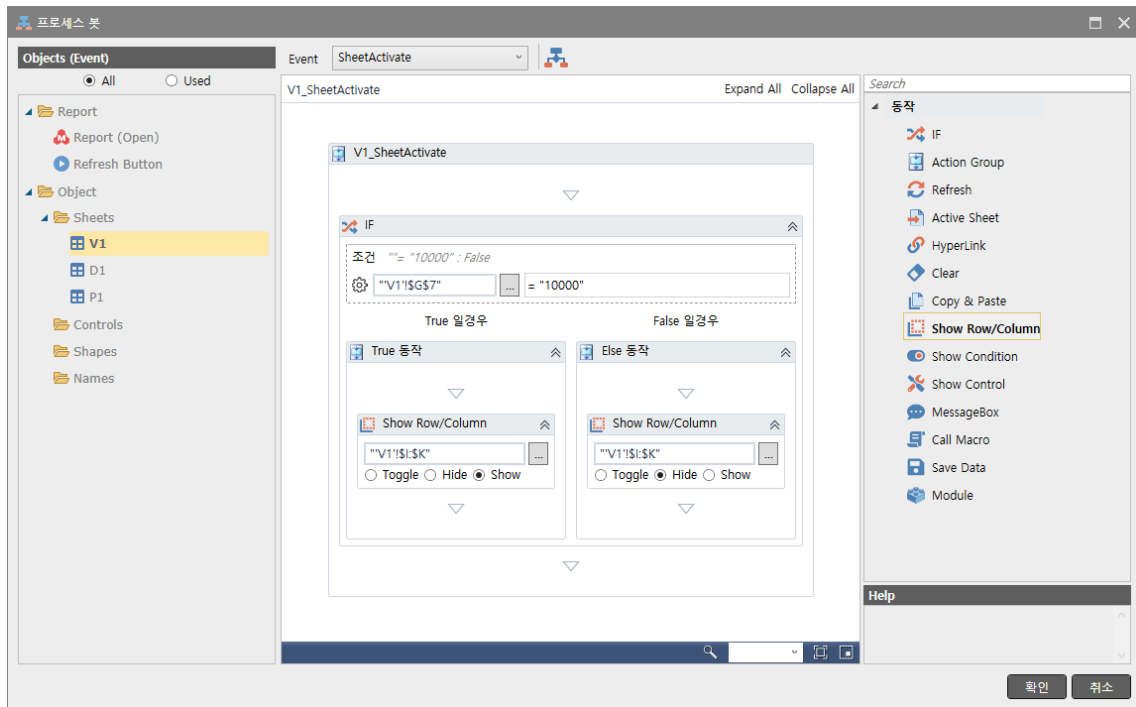 프로세스 봇
Objects (Event)
All Used
Report
Report (Open)
Refresh Button
Object
Sheets
V1
D1
P1
Controls
Shapes
Names
Event SheetActivate
V1_SheetActivate Expand All Collapse All
V1_SheetActivate
IF
조건 ""= "10000" : False
"'V1'!$G$7" ... = "10000"
True 일경우 False 일경우
True 동작 Else 동작
Show Row/Column Show Row/Column
"'V1'!$I:$K" ... "'V1'!$I:$K" ...
Toggle Hide Show Toggle Hide Show
Search
동작
IF
Action Group
Refresh
Active Sheet
HyperLink
Clear
Copy & Paste
Show Row/Column
Show Condition
Show Control
MessageBox
Call Macro
Save Data
Module
Help
확인 취소